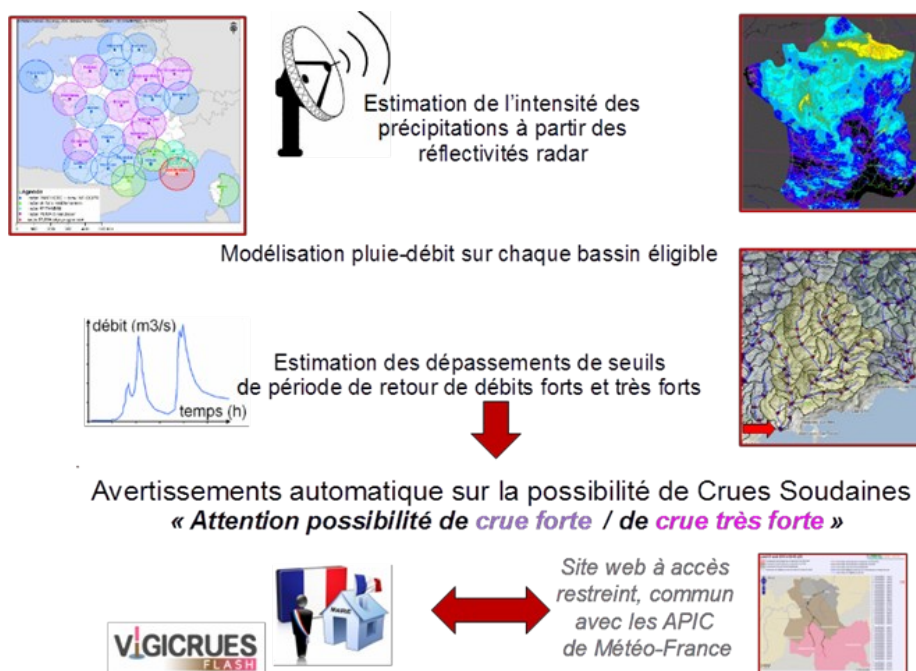 Légende
Estimation de l'intensité des
précipitations à partir des
réflectivités radar
Modélisation pluie-débit sur chaque bassin éligible
débit (m3/s)
temps (h)
Estimation des dépassements de seuils
de période de retour de débits forts et très forts
Avertissements automatique sur la possibilité de Crues Soudaines
« Attention possibilité de crue forte / de crue très forte »
MAIRIE
Site web à accès
restreint, commun
avec les APIC
de Météo-France
VIGICRUES
FLASH